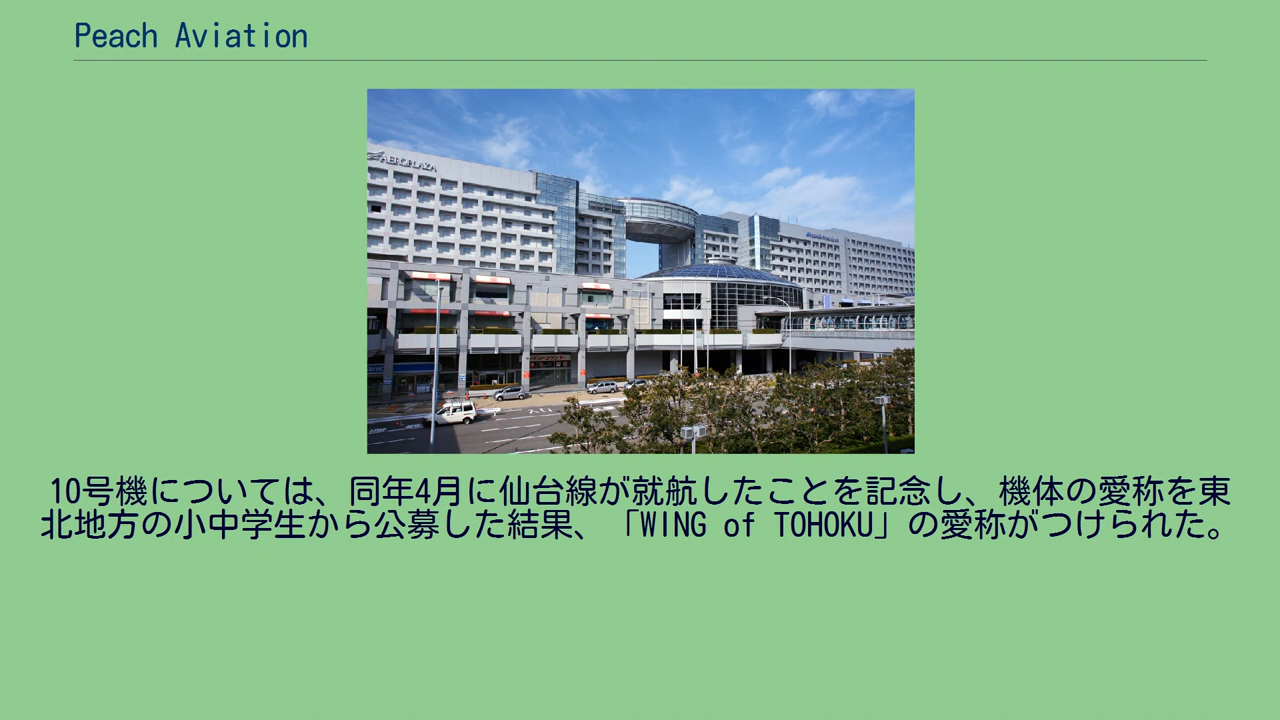 Peach Aviation
AEROPLAZA
10号機については、同年4月に仙台線が就航したことを記念し、機体の愛称を東
北地方の小中学生から公募した結果、「WING of TOHOKU」の愛称がつけられた。